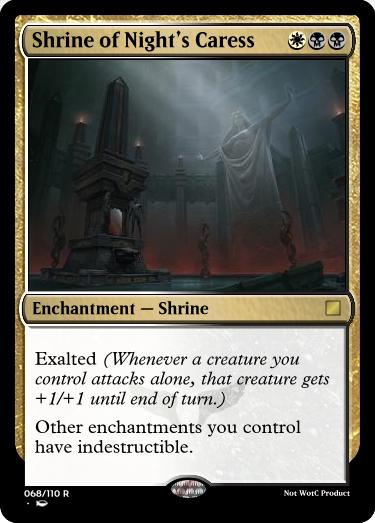 Shrine of Night's Caress
Enchantment — Shrine
Exalted (Whenever a creature you
control attacks alone, that creature gets
+1/+1 until end of turn.)
Other enchantments you control
have indestructible.
068/110 R
Not WotC Product